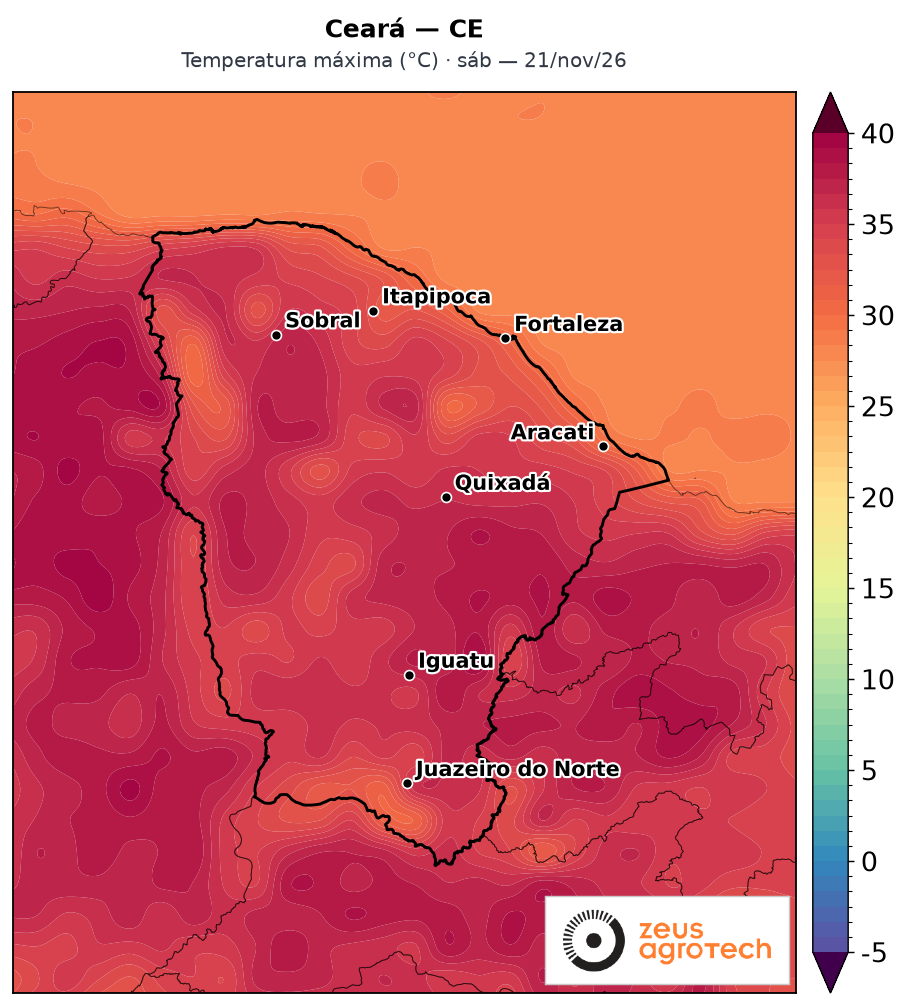 Ceará — CE
Temperatura máxima (°C) · sáb — 21/nov/26
40
35
30
25
20
15
10
5
0
-5
Itapipoca
Sobral
Fortaleza
Aracati
Quixadá
Iguatu
Juazeiro do Norte
zeus
agrotech